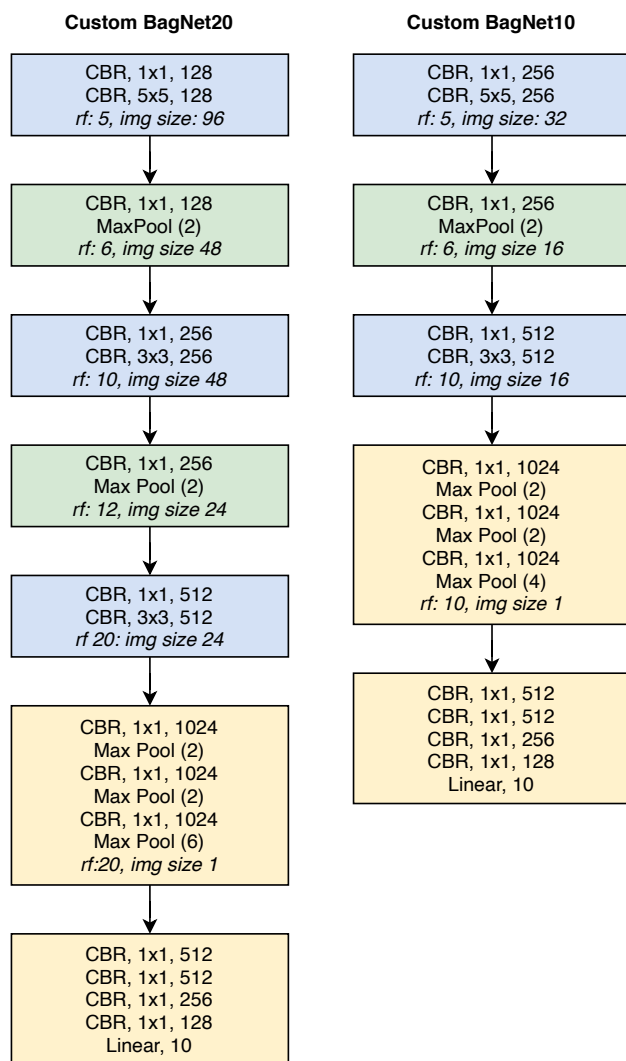 Custom BagNet20
CBR, 1x1, 128
CBR, 5x5, 128
rf: 5, img size: 96
CBR, 1x1, 128
MaxPool (2)
rf: 6, img size 48
CBR, 1x1, 256
CBR, 3x3, 256
rf: 10, img size 48
CBR, 1x1, 256
Max Pool (2)
rf: 12, img size 24
CBR, 1x1, 512
CBR, 3x3, 512
rf 20: img size 24
CBR, 1x1, 1024
Max Pool (2)
CBR, 1x1, 1024
Max Pool (2)
CBR, 1x1, 1024
Max Pool (6)
rf:20, img size 1
CBR, 1x1, 512
CBR, 1x1, 512
CBR, 1x1, 256
CBR, 1x1, 128
Linear, 10
Custom BagNet10
CBR, 1x1, 256
CBR, 5x5, 256
rf: 5, img size: 32
CBR, 1x1, 256
MaxPool (2)
rf: 6, img size 16
CBR, 1x1, 512
CBR, 3x3, 512
rf: 10, img size 16
CBR, 1x1, 1024
Max Pool (2)
CBR, 1x1, 1024
Max Pool (2)
CBR, 1x1, 1024
Max Pool (4)
rf: 10, img size 1
CBR, 1x1, 512
CBR, 1x1, 512
CBR, 1x1, 256
CBR, 1x1, 128
Linear, 10